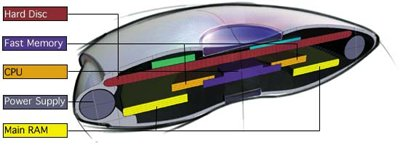 Hard Disc
Fast Memory
CPU
Power Supply
Main RAM